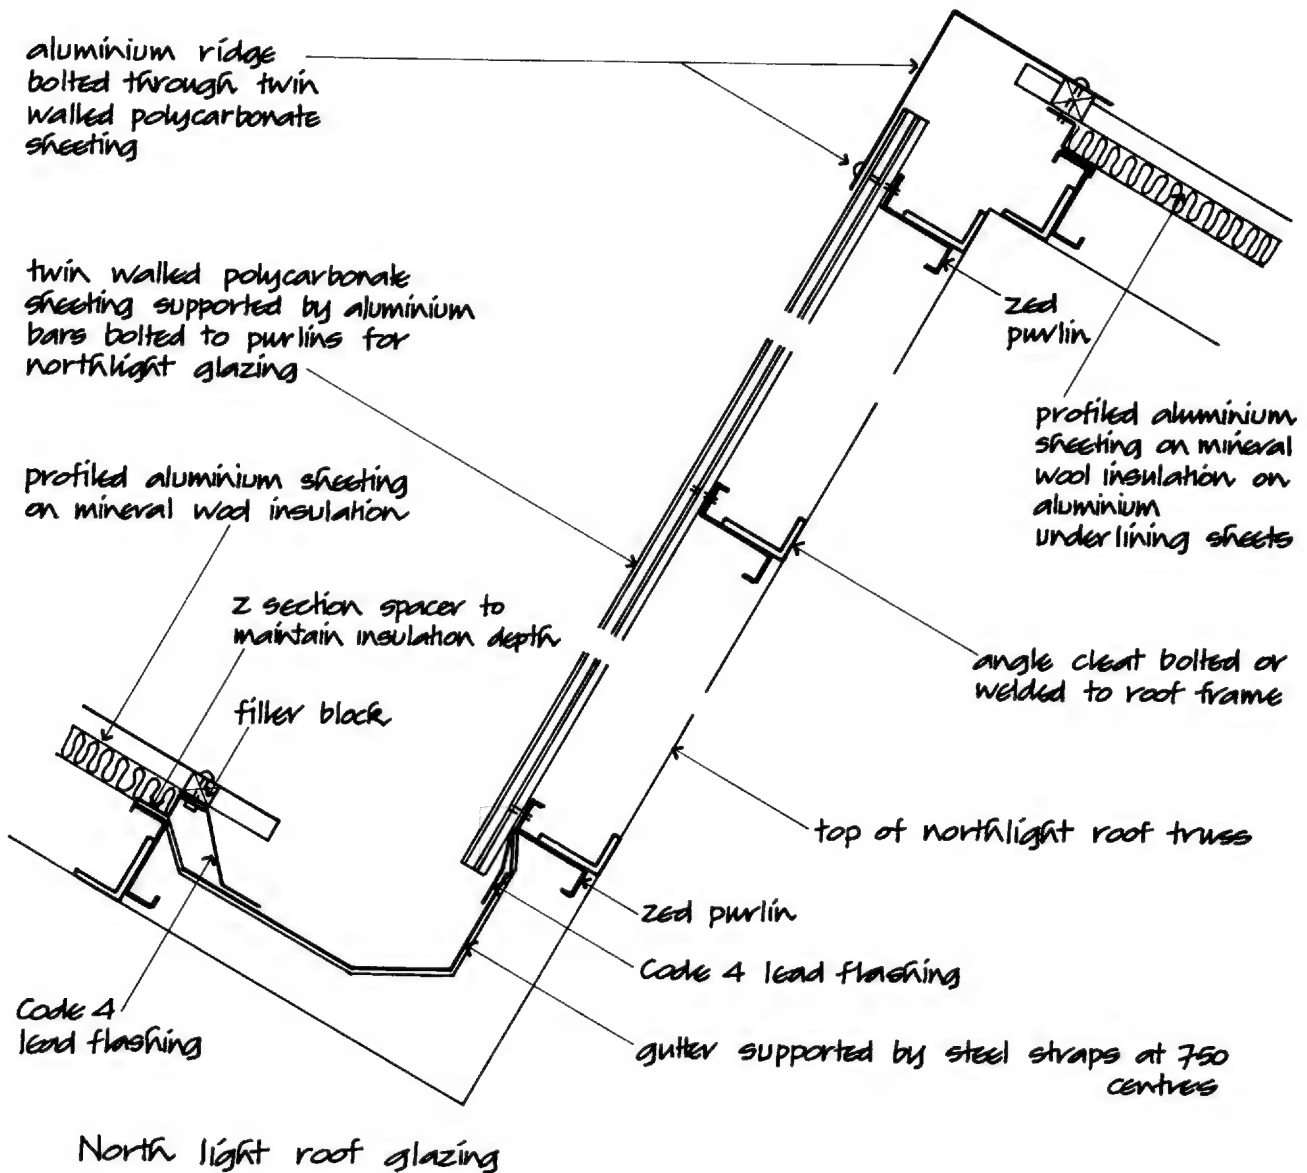 aluminium ridge
bolted through twin
walled polycarbonate
sheeting
twin walled polycarbonate
sheeting supported by aluminium
bars bolted to purlins for
northlight glazing
zed
purlin
profiled aluminium
sheeting on mineral
wool insulation on
aluminium
underlining sheets
profiled aluminium sheeting
on mineral wool insulation
z section spacer to
maintain insulation depth
filler block
angle cleat bolted or
welded to roof frame
top of northlight roof truss
zed purlin
Code 4 lead flashing
Code 4
lead flashing
gutter supported by steel straps at 750
centres
North light roof glazing